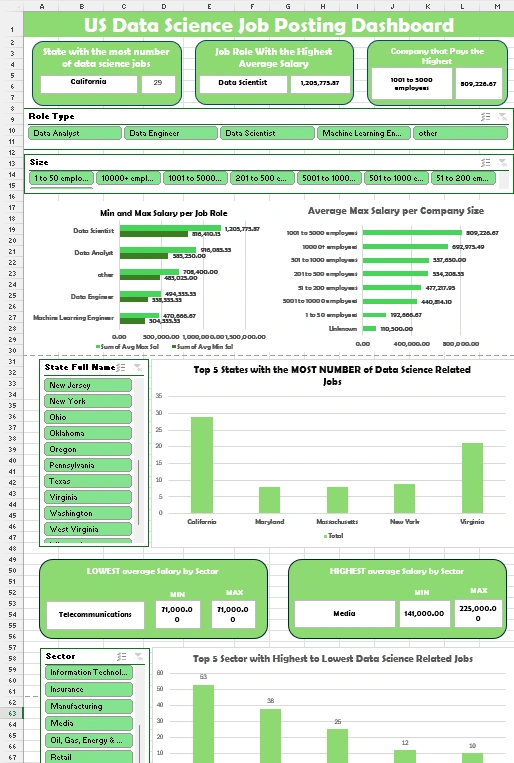 A B C D E F G H I J K L M
US Data Science Job Posting Dashboard
State with the most number
of data science jobs
California 29
Job Role With the Highest
Average Salary
Data Scientist 1,205,773.87
Company that Pays the
Highest
1001 to 5000
employees
809,226.67
Role Type
Data Analyst Data Engineer Data Scientist Machine Learning En... other
Size
1 to 50 emplo... 10000+ empl... 1001 to 5000... 201 to 500 e... 5001 to 1000... 501 to 1000 e... 51 to 200 em...
Min and Max Salary per Job Role
Data Scientist 1,205,773.87
816,410.13
Data Analyst 916,083.33
583,250.00
other 708,400.00
483,025.00
Data Engineer 494,333.33
338,333.33
Machine Learning Engineer 470,666.67
304,333.33
0.00 300,000.00 1,000,000.00 1,500,000.00
Sum of Avg Max Sal Sum of Avg Min Sal
Average Max Salary per Company Size
1001 to 5000 employees 809,226.67
10000+ employees 692,975.49
501 to 1000 employees 537,650.00
201 to 500 employees 534,208.33
51 to 200 employees 477,217.95
5001 to 10000 employees 440,814.10
1 to 50 employees 192,666.67
Unknown 110,500.00
0.00 400,000.00 800,000.00
State Full Name
New Jersey
New York
Ohio
Oklahoma
Oregon
Pennsylvania
Texas
Virginia
Washington
West Virginia
Top 5 States with the MOST NUMBER of Data Science Related
Jobs
35
30
25
20
15
10
5
0
California Maryland Massachusetts New York Virginia
Total
LOWEST average Salary by Sector
MIN MAX
Telecommunications 71,000.0
0
71,000.0
0
HIGHEST average Salary by Sector
MIN MAX
Media 141,000.00 225,000.0
0
Sector
Information Technol...
Insurance
Manufacturing
Media
Oil, Gas, Energy & ...
Retail
Top 5 Sector with Highest to Lowest Data Science Related Jobs
60
50
40
30
20
10
53
38
25
12
10